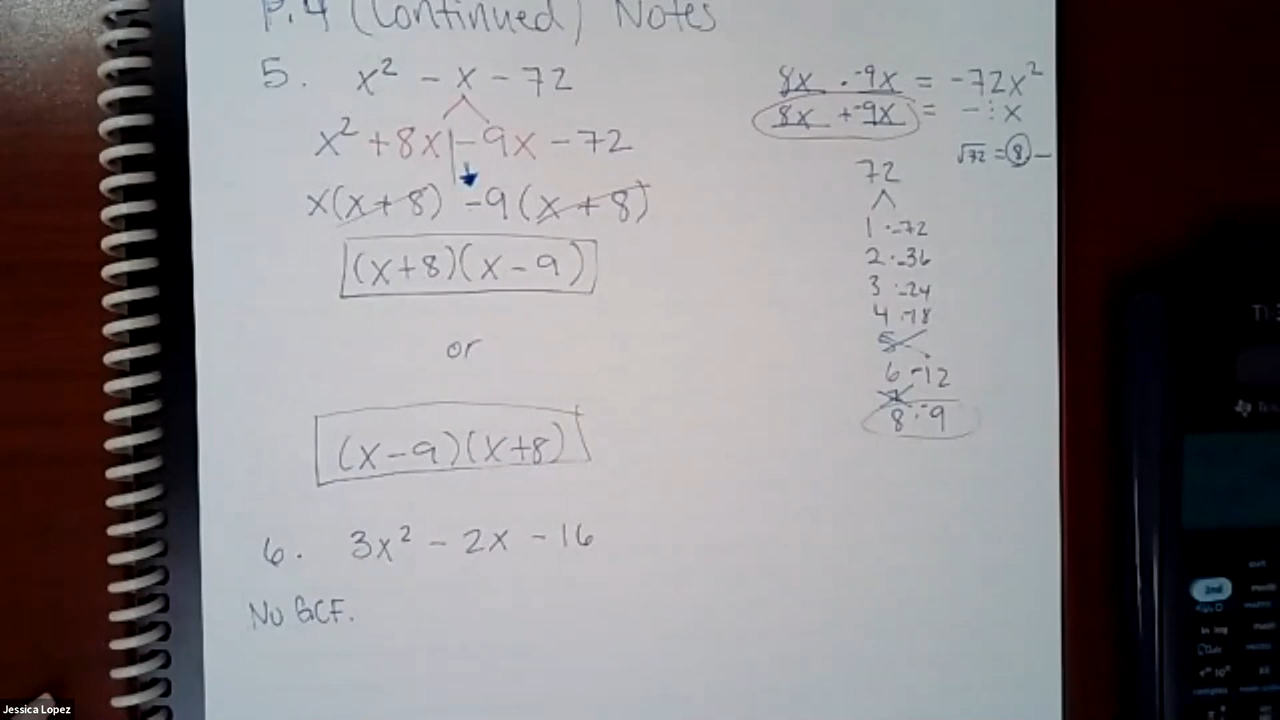 P.4 (Continued) Notes
5. x² - x - 72
x² + 8x - 9x - 72
x(x+8) -9(x+8)
(x+8)(x-9)
or
(x-9)(x+8)
6. 3x² - 2x - 16
No GCF.
8x · -9x = -72x²
8x + -9x = -1x
√72 = 8
72
1 · -72
2 · -36
3 · -24
4 · -18
5
6 · -12
7
8 · -9
2nd
Jessica Lopez